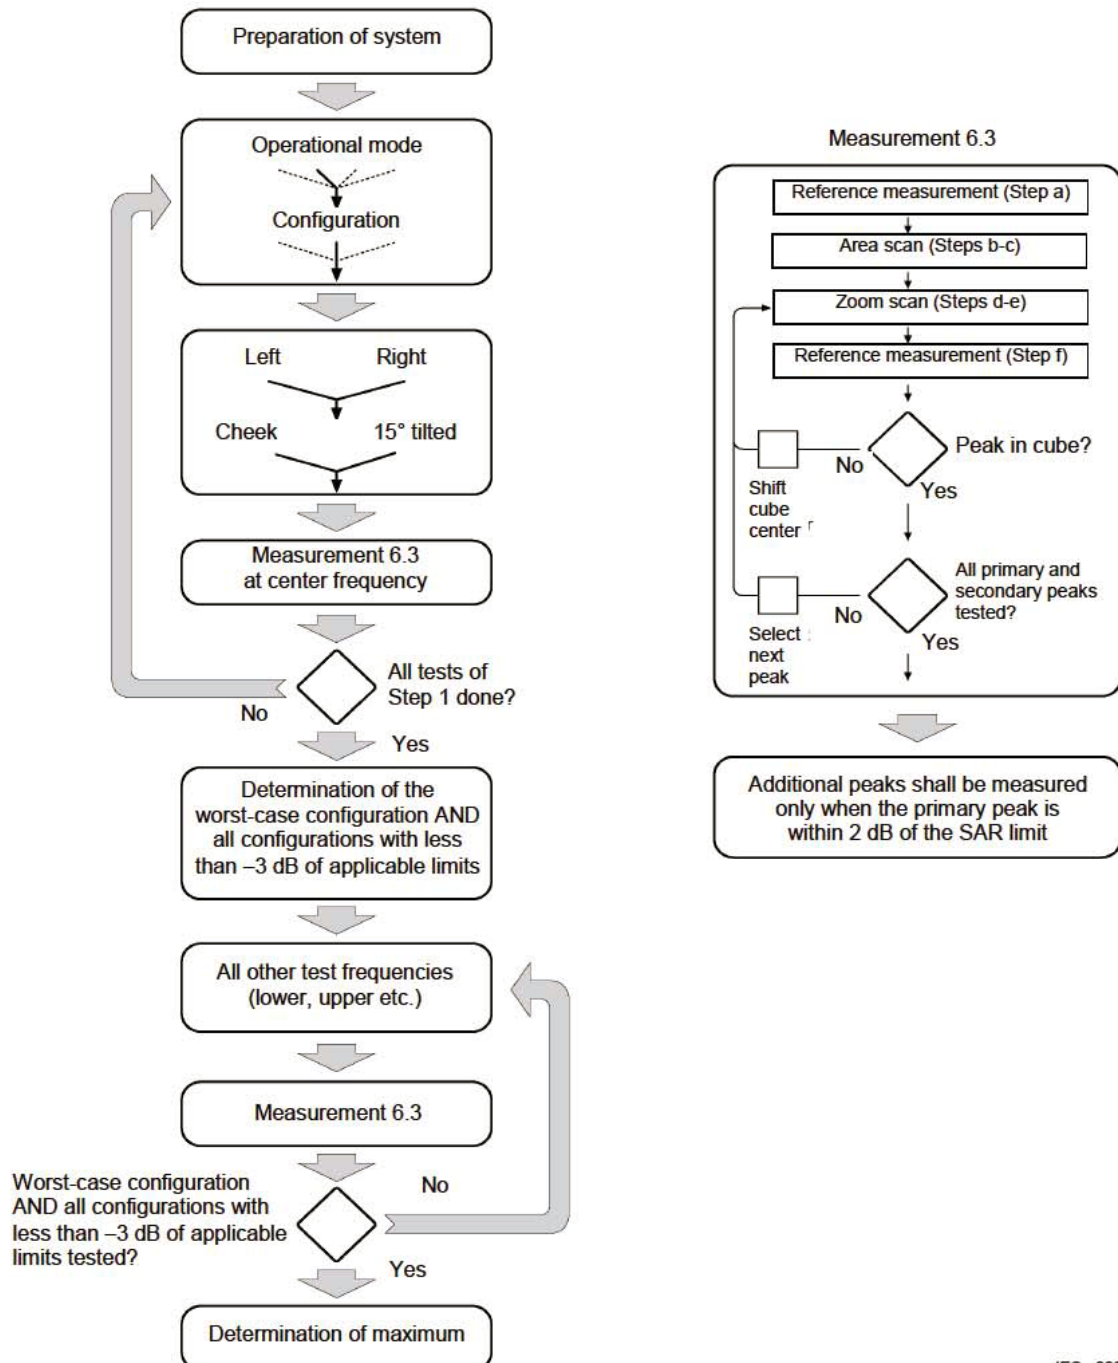 Preparation of system
Operational mode
Configuration
Left Right
Cheek 15° tilted
Measurement 6.3
at center frequency
All tests of
Step 1 done?
No
Yes
Determination of the
worst-case configuration AND
all configurations with less
than –3 dB of applicable limits
All other test frequencies
(lower, upper etc.)
Measurement 6.3
Worst-case configuration
AND all configurations with
less than –3 dB of applicable
limits tested?
No
Yes
Determination of maximum
Measurement 6.3
Reference measurement (Step a)
Area scan (Steps b-c)
Zoom scan (Steps d-e)
Reference measurement (Step f)
Peak in cube?
No
Yes
Shift
cube
center
All primary and
secondary peaks
tested?
No
Yes
Select
next
peak
Additional peaks shall be measured
only when the primary peak is
within 2 dB of the SAR limit